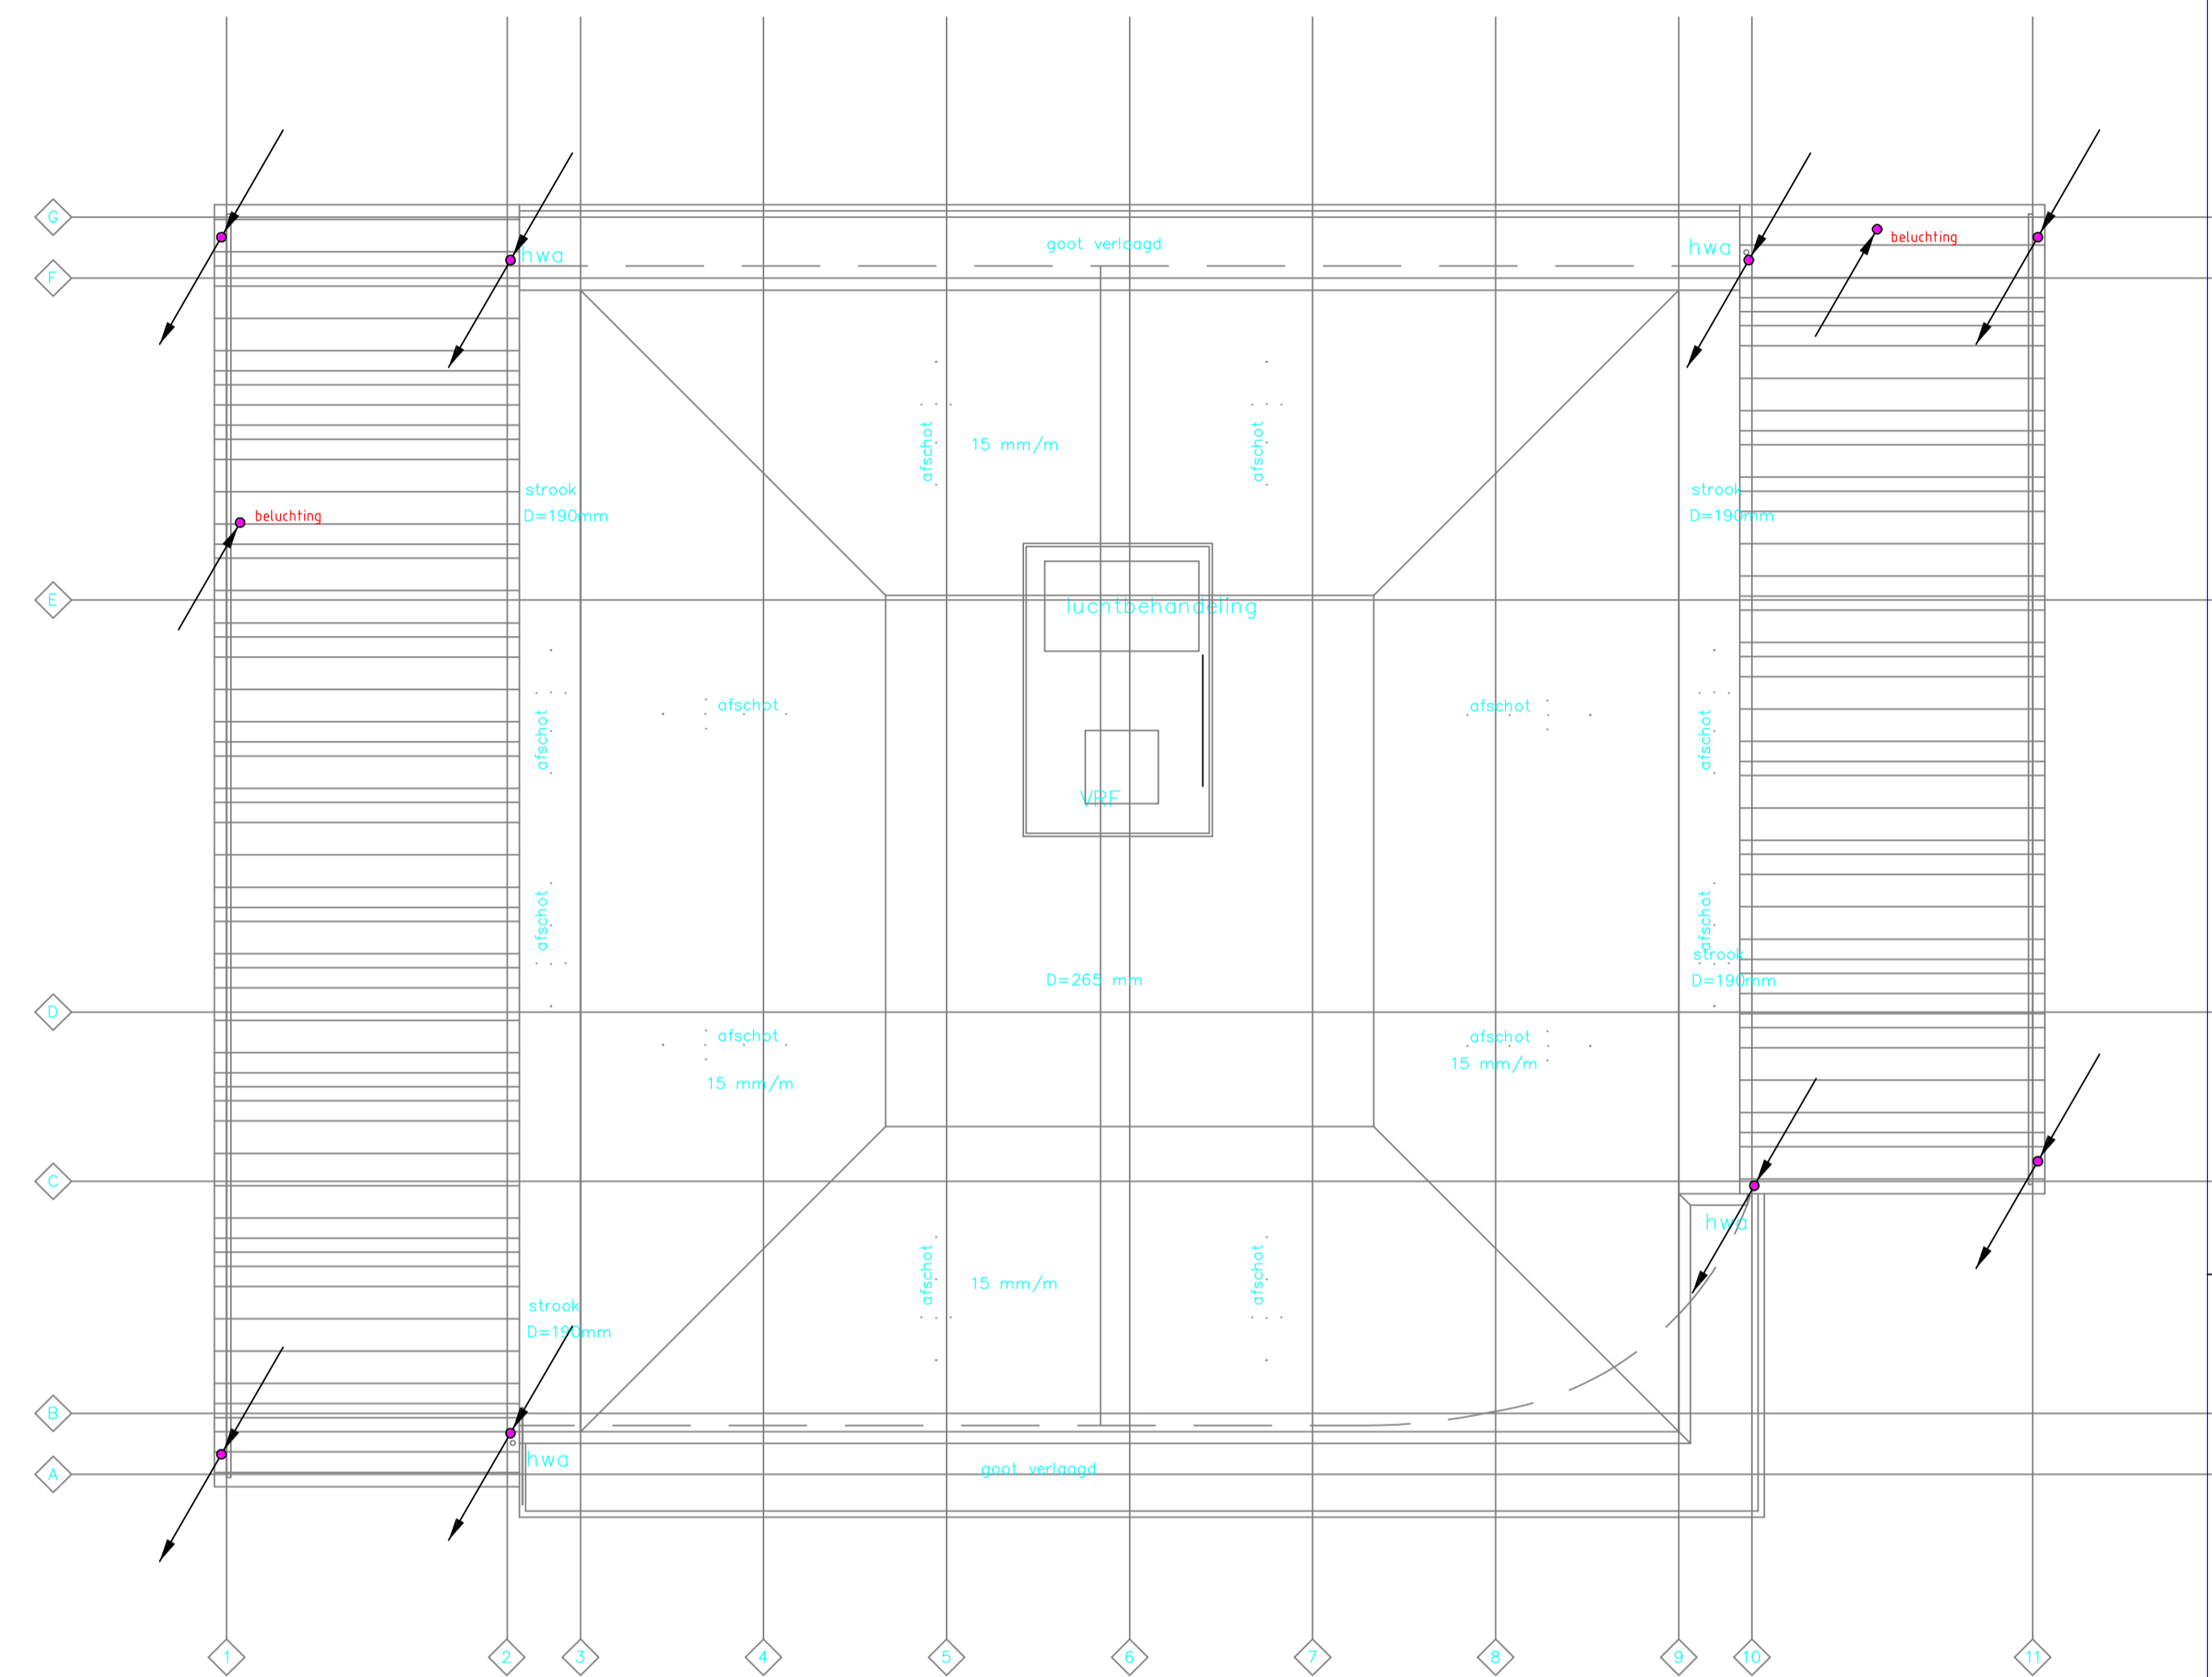 G
beluchting
goot verlaagd
hwa
hwa
F
afschot
15 mm/m
afschot
strook
D=190mm
strook
D=190mm
beluchting
E
luchtbehandeling
afschot
afschot
afschot
afschot
VRF
afschot
afschot
strook
D=190mm
D=265 mm
D
afschot
afschot
15 mm/m
15 mm/m
C
hwa
afschot
15 mm/m
afschot
strook
D=190mm
B
hwa
goot verlaagd
A
1
2
3
4
5
6
7
8
9
10
11